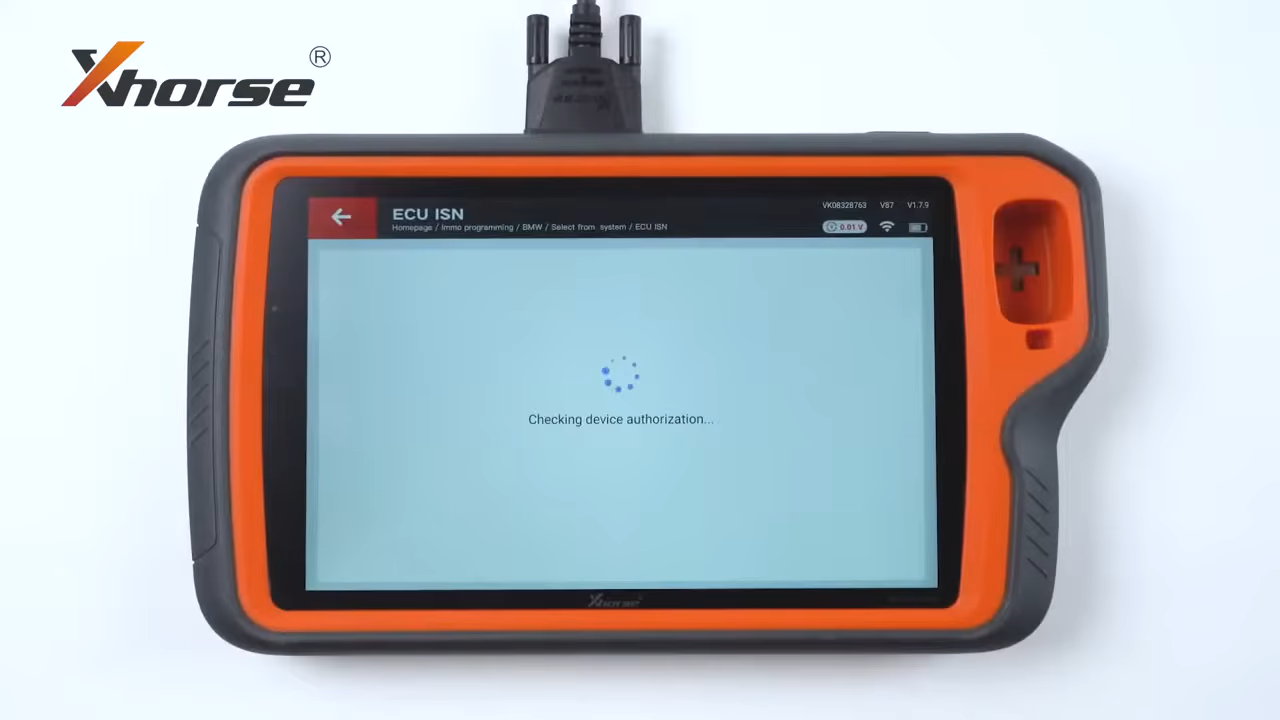 Xhorse®
ECU ISN
Homepage / Immo programming / BMW / Select from system / ECU ISN
VK08328763 V87 V1.7.9
0.01 V
Checking device authorization...
Xhorse